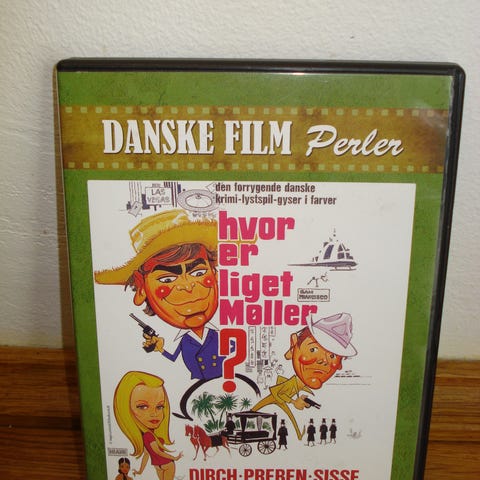 DANSKE FILM Perler
den forrygende danske
krimi-lystspil-gyser i farver
LAS
VEGAS
hvor
er
liget
Møller
?
SAN
FRANCISCO
MIAMI
DIRCH·PREBEN·SISSE